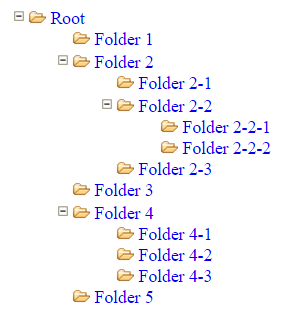 Root
Folder 1
Folder 2
Folder 2-1
Folder 2-2
Folder 2-2-1
Folder 2-2-2
Folder 2-3
Folder 3
Folder 4
Folder 4-1
Folder 4-2
Folder 4-3
Folder 5